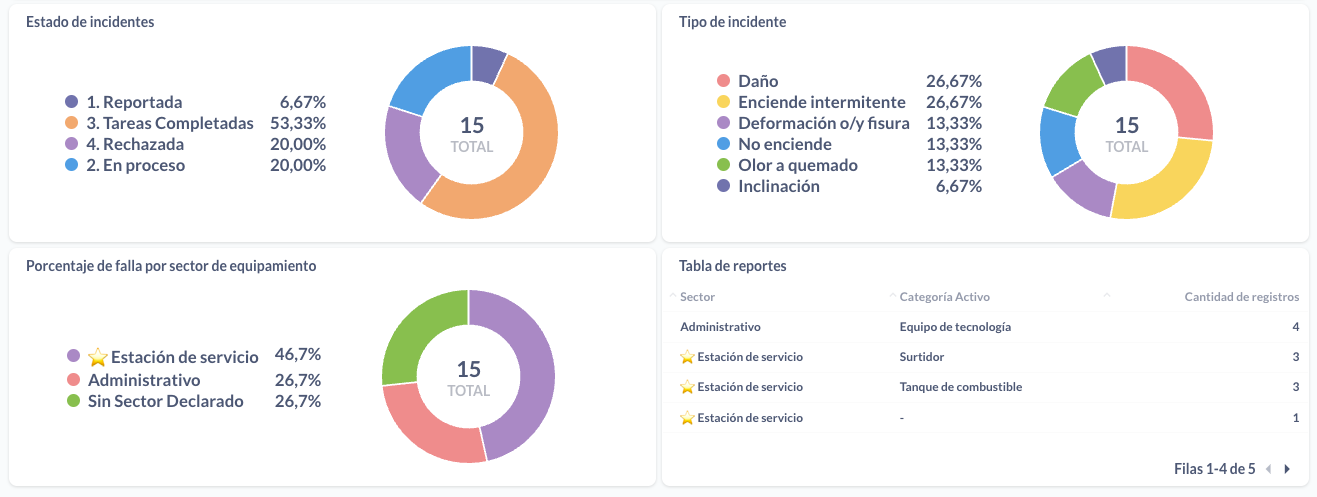 Estado de incidentes
1. Reportada 6,67%
3. Tareas Completadas 53,33%
4. Rechazada 20,00%
2. En proceso 20,00%
15
TOTAL
Tipo de incidente
Daño 26,67%
Enciende intermitente 26,67%
Deformación o/y fisura 13,33%
No enciende 13,33%
Olor a quemado 13,33%
Inclinación 6,67%
15
TOTAL
Porcentaje de falla por sector de equipamiento
⭐ Estación de servicio 46,7%
Administrativo 26,7%
Sin Sector Declarado 26,7%
15
TOTAL
Tabla de reportes
Sector Categoría Activo Cantidad de registros
Administrativo Equipo de tecnología 4
⭐ Estación de servicio Surtidor 3
⭐ Estación de servicio Tanque de combustible 3
⭐ Estación de servicio - 1
Filas 1-4 de 5